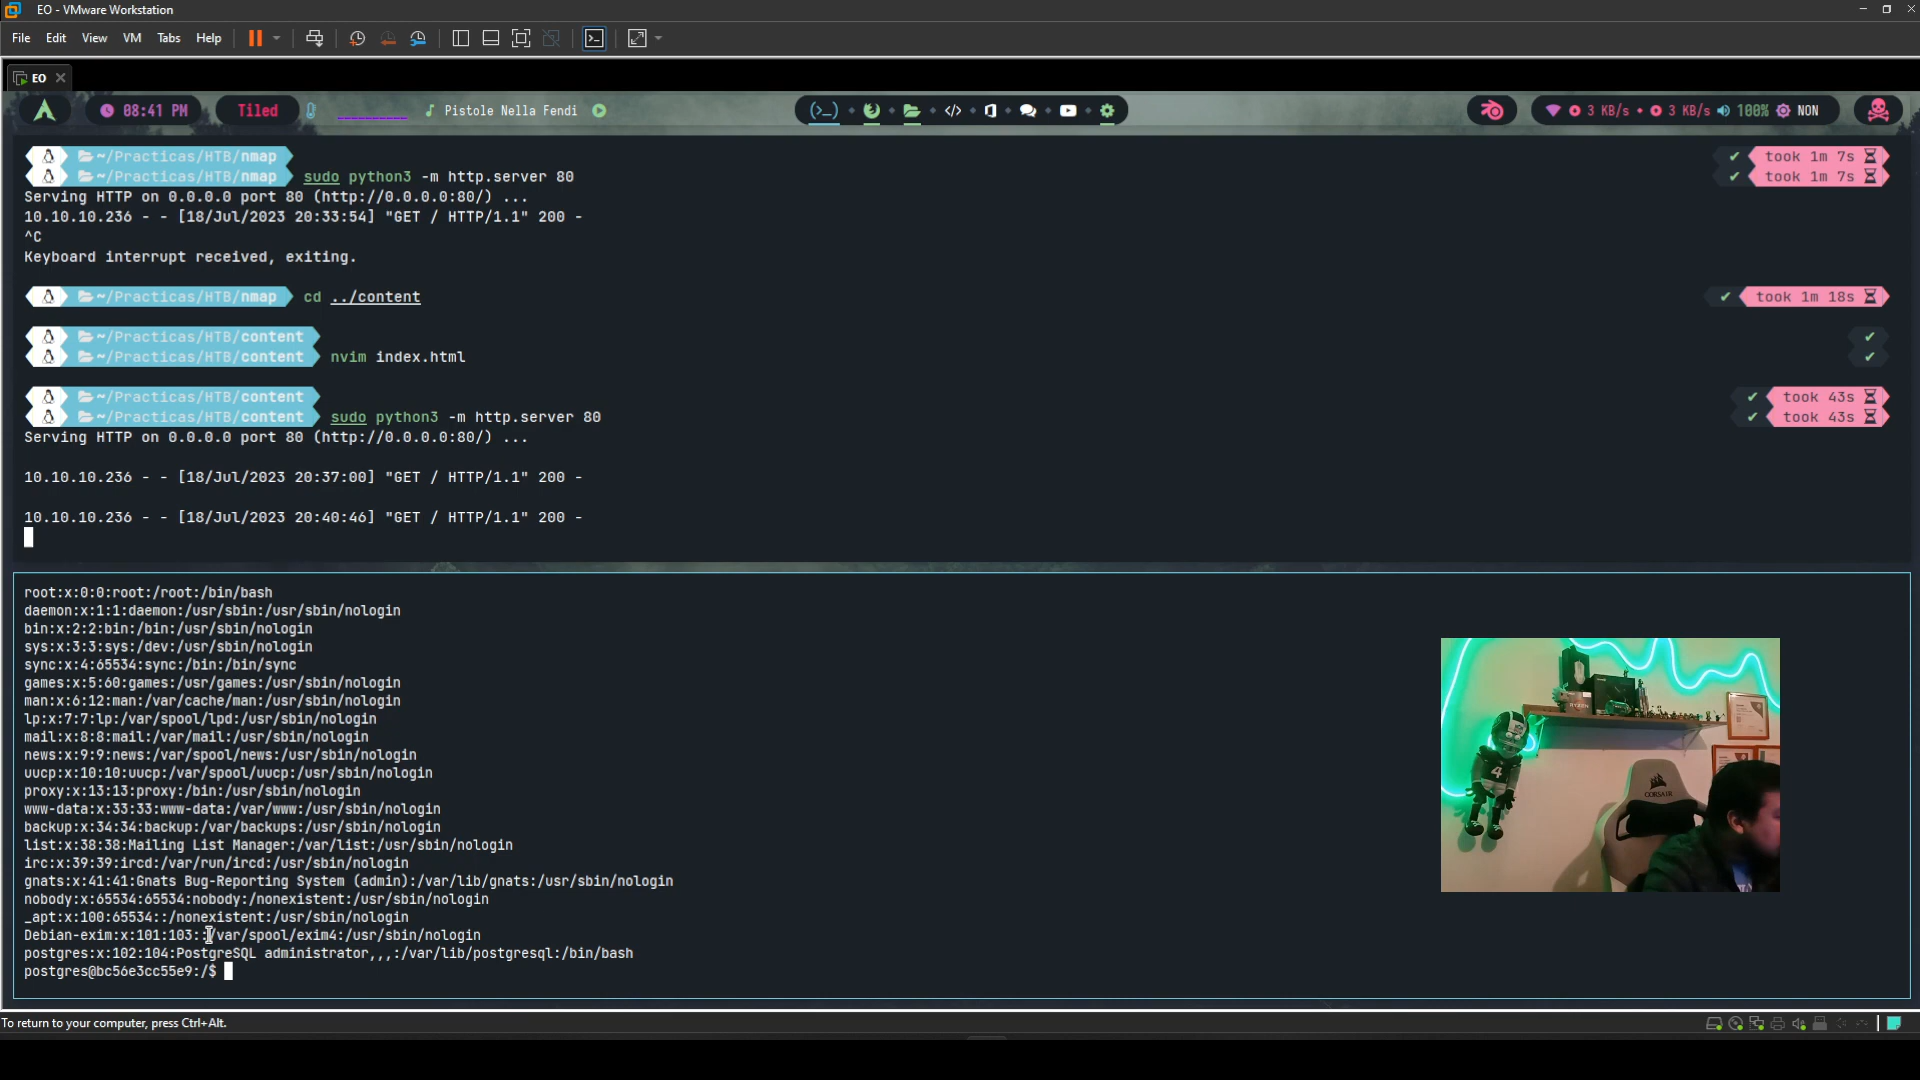 EO - VMware Workstation
File Edit View VM Tabs Help
EO
08:41 PM Tiled Pistole Nella Fendi 3 KB/s • 3 KB/s 100% NON
~/Practicas/HTB/nmap took 1m 7s
~/Practicas/HTB/nmap sudo python3 -m http.server 80 took 1m 7s
Serving HTTP on 0.0.0.0 port 80 (http://0.0.0.0:80/) ...
10.10.10.236 - - [18/Jul/2023 20:33:54] "GET / HTTP/1.1" 200 -
^C
Keyboard interrupt received, exiting.
~/Practicas/HTB/nmap cd ../content took 1m 18s
~/Practicas/HTB/content
~/Practicas/HTB/content nvim index.html
~/Practicas/HTB/content took 43s
~/Practicas/HTB/content sudo python3 -m http.server 80 took 43s
Serving HTTP on 0.0.0.0 port 80 (http://0.0.0.0:80/) ...
10.10.10.236 - - [18/Jul/2023 20:37:00] "GET / HTTP/1.1" 200 -
10.10.10.236 - - [18/Jul/2023 20:40:46] "GET / HTTP/1.1" 200 -
root:x:0:0:root:/root:/bin/bash
daemon:x:1:1:daemon:/usr/sbin:/usr/sbin/nologin
bin:x:2:2:bin:/bin:/usr/sbin/nologin
sys:x:3:3:sys:/dev:/usr/sbin/nologin
sync:x:4:65534:sync:/bin:/bin/sync
games:x:5:60:games:/usr/games:/usr/sbin/nologin
man:x:6:12:man:/var/cache/man:/usr/sbin/nologin
lp:x:7:7:lp:/var/spool/lpd:/usr/sbin/nologin
mail:x:8:8:mail:/var/mail:/usr/sbin/nologin
news:x:9:9:news:/var/spool/news:/usr/sbin/nologin
uucp:x:10:10:uucp:/var/spool/uucp:/usr/sbin/nologin
proxy:x:13:13:proxy:/bin:/usr/sbin/nologin
www-data:x:33:33:www-data:/var/www:/usr/sbin/nologin
backup:x:34:34:backup:/var/backups:/usr/sbin/nologin
list:x:38:38:Mailing List Manager:/var/list:/usr/sbin/nologin
irc:x:39:39:ircd:/var/run/ircd:/usr/sbin/nologin
gnats:x:41:41:Gnats Bug-Reporting System (admin):/var/lib/gnats:/usr/sbin/nologin
nobody:x:65534:65534:nobody:/nonexistent:/usr/sbin/nologin
_apt:x:100:65534::/nonexistent:/usr/sbin/nologin
Debian-exim:x:101:103::/var/spool/exim4:/usr/sbin/nologin
postgres:x:102:104:PostgreSQL administrator,,,:/var/lib/postgresql:/bin/bash
postgres@bc56e3cc55e9:/$
RYZEN
4
CORSAIR
To return to your computer, press Ctrl+Alt.